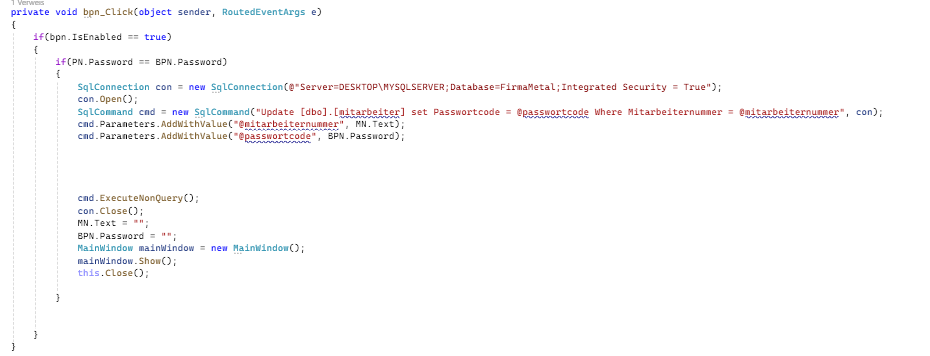 1 Verweis
private void bpn_Click(object sender, RoutedEventArgs e)
{
if(bpn.IsEnabled == true)
{
if(PN.Password == BPN.Password)
{
SqlConnection con = new SqlConnection(@"Server=DESKTOP\MYSQLSERVER;Database=FirmaMetal;Integrated Security = True");
con.Open();
SqlCommand cmd = new SqlCommand("Update [dbo].[mitarbeiter] set Passwortcode = @passwortcode Where Mitarbeiternummer = @mitarbeiternummer", con);
cmd.Parameters.AddWithValue("@mitarbeiternummer", MN.Text);
cmd.Parameters.AddWithValue("@passwortcode", BPN.Password);
cmd.ExecuteNonQuery();
con.Close();
MN.Text = "";
BPN.Password = "";
MainWindow mainWindow = new MainWindow();
mainWindow.Show();
this.Close();
}
}
}